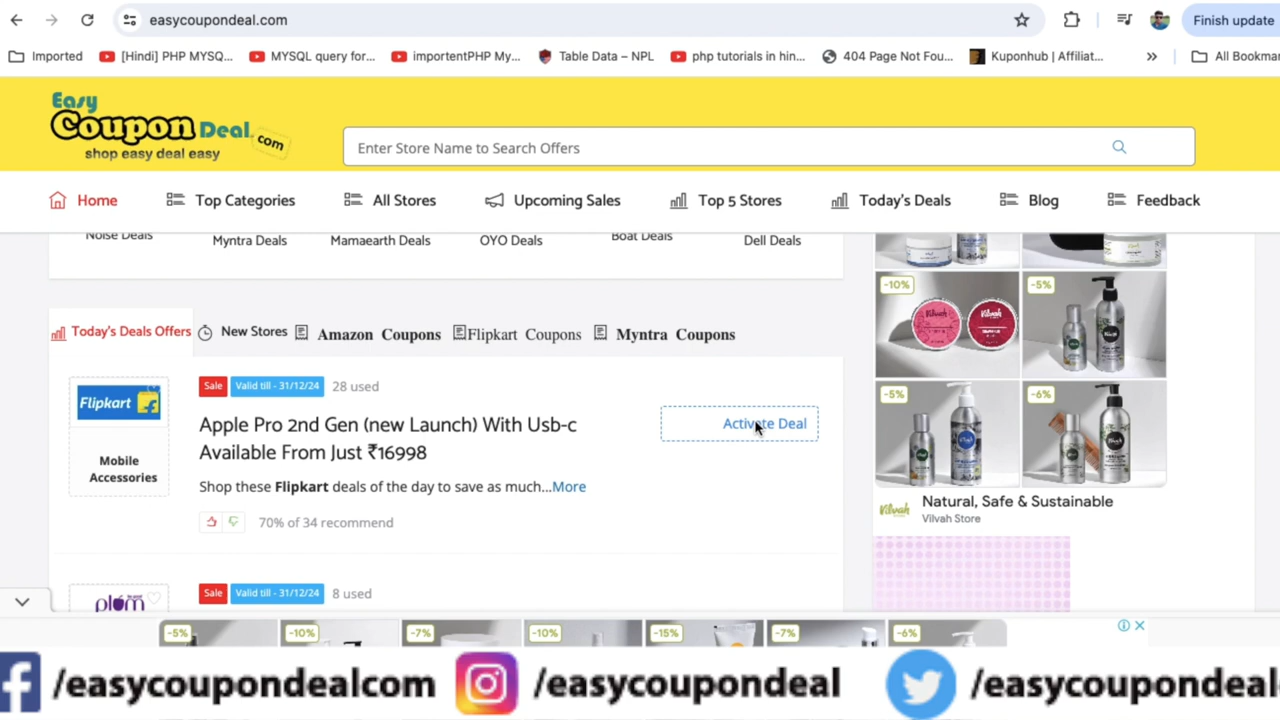 easycoupondeal.com
Finish update
Imported
[Hindi] PHP MYSQ...
MYSQL query for...
importentPHP My...
Table Data – NPL
php tutorials in hin...
404 Page Not Fou...
Kuponhub | Affiliat...
»
All Bookmar
Easy
Coupon Deal.com
shop easy deal easy
Enter Store Name to Search Offers
Home
Top Categories
All Stores
Upcoming Sales
Top 5 Stores
Today's Deals
Blog
Feedback
Noise Deals
Myntra Deals
Mamaearth Deals
OYO Deals
Boat Deals
Dell Deals
-10%
-5%
Today's Deals Offers
New Stores
Amazon Coupons
Flipkart Coupons
Myntra Coupons
Flipkart
Mobile
Accessories
Sale
Valid till - 31/12/24
28 used
Apple Pro 2nd Gen (new Launch) With Usb-c
Available From Just ₹16998
Shop these Flipkart deals of the day to save as much...More
70% of 34 recommend
Activate Deal
-5%
-6%
Natural, Safe & Sustainable
Vilvah
Vilvah Store
plum
Sale
Valid till - 31/12/24
8 used
-5%
-10%
-7%
-10%
-15%
-7%
-6%
/easycoupondealcom
/easycoupondeal
/easycoupondeal